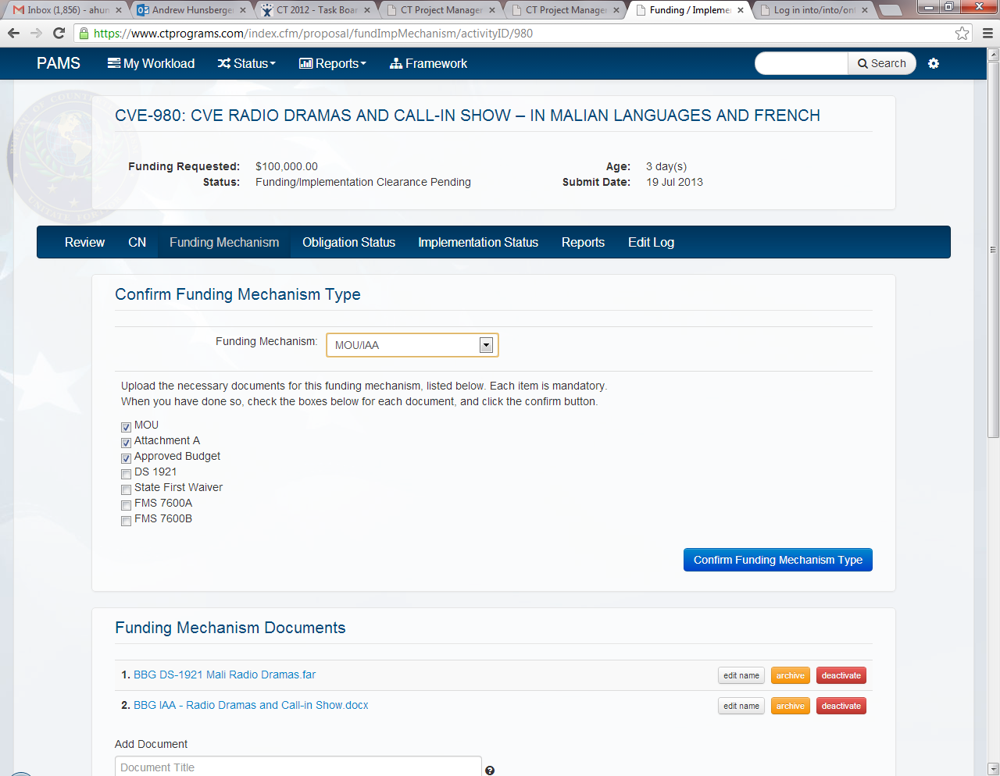 Inbox (1,856) - ahun
Andrew Hunsberger
CT 2012 - Task Boar
CT Project Manager
CT Project Manager
Funding / Impleme
Log in into/into/onl
https://www.ctprograms.com/index.cfm/proposal/fundImpMechanism/activityID/980
PAMS My Workload Status Reports Framework Search
CVE-980: CVE RADIO DRAMAS AND CALL-IN SHOW – IN MALIAN LANGUAGES AND FRENCH
Funding Requested: $100,000.00 Age: 3 day(s)
Status: Funding/Implementation Clearance Pending Submit Date: 19 Jul 2013
Review CN Funding Mechanism Obligation Status Implementation Status Reports Edit Log
Confirm Funding Mechanism Type
Funding Mechanism: MOU/IAA
Upload the necessary documents for this funding mechanism, listed below. Each item is mandatory.
When you have done so, check the boxes below for each document, and click the confirm button.
MOU
Attachment A
Approved Budget
DS 1921
State First Waiver
FMS 7600A
FMS 7600B
Confirm Funding Mechanism Type
Funding Mechanism Documents
1. BBG DS-1921 Mali Radio Dramas.far edit name archive deactivate
2. BBG IAA - Radio Dramas and Call-in Show.docx edit name archive deactivate
Add Document
Document Title